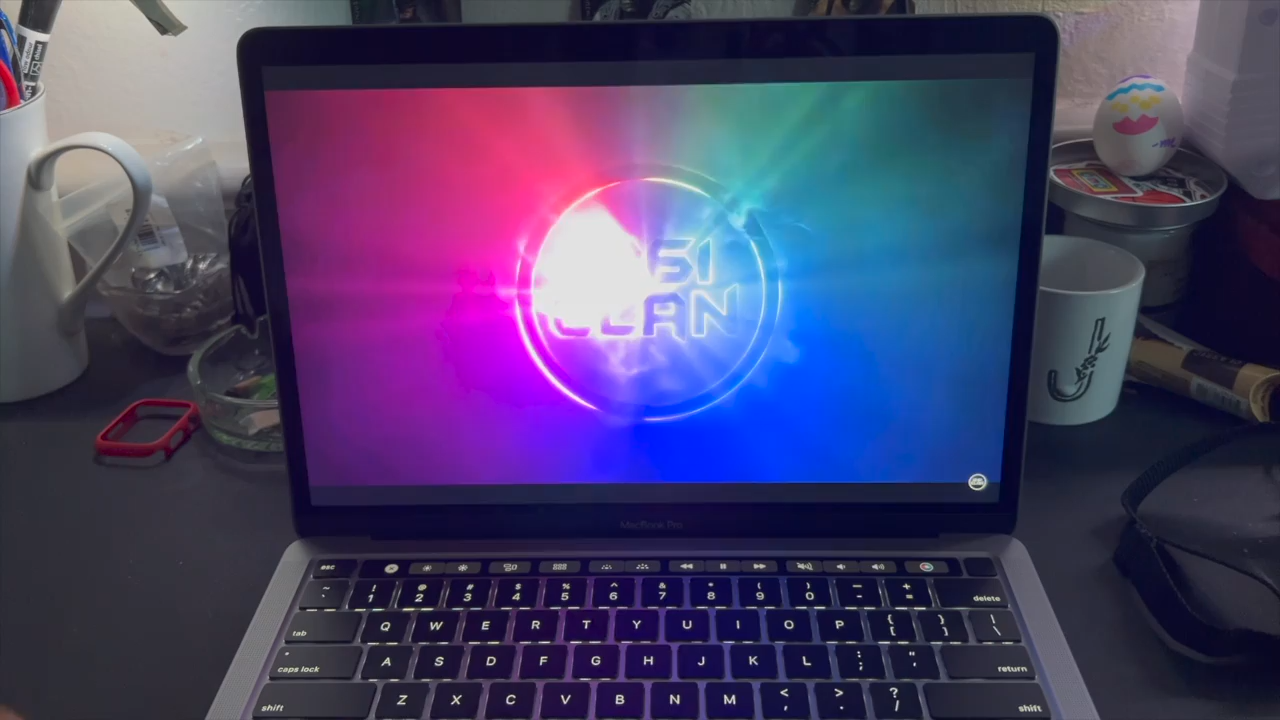 SI
CLAN
MacBook Pro
esc
~ ! @ # $ % ^ & * ( ) _ +
` 1 2 3 4 5 6 7 8 9 0 - = delete
tab Q W E R T Y U I O P { [ } ] | \
caps lock A S D F G H J K L : ; " ' return
shift Z X C V B N M < , > . ? / shift